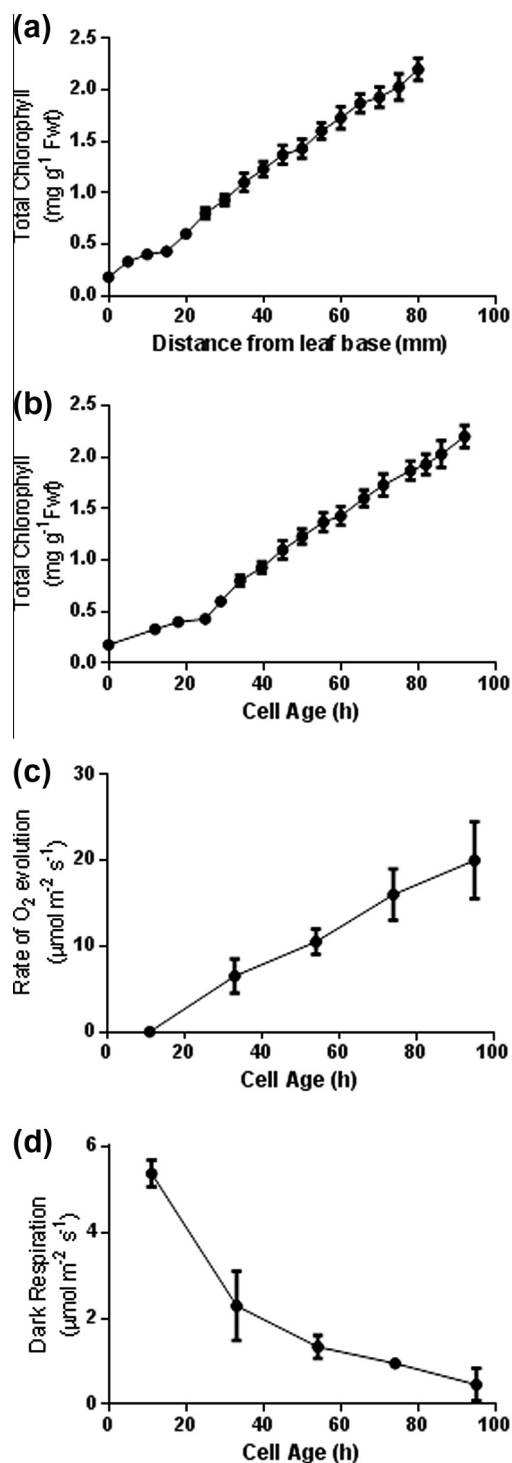 (a)
2.5
2.0
1.5
1.0
0.5
0.0
Total Chlorophyll
(mg g⁻¹ Fwt)
0 20 40 60 80 100
Distance from leaf base (mm)
(b)
2.5
2.0
1.5
1.0
0.5
0.0
Total Chlorophyll
(mg g⁻¹ Fwt)
0 20 40 60 80 100
Cell Age (h)
(c)
30
20
10
0
Rate of O₂ evolution
(µmol m⁻² s⁻¹)
0 20 40 60 80 100
Cell Age (h)
(d)
6
4
2
0
Dark Respiration
(µmol m⁻² s⁻¹)
0 20 40 60 80 100
Cell Age (h)